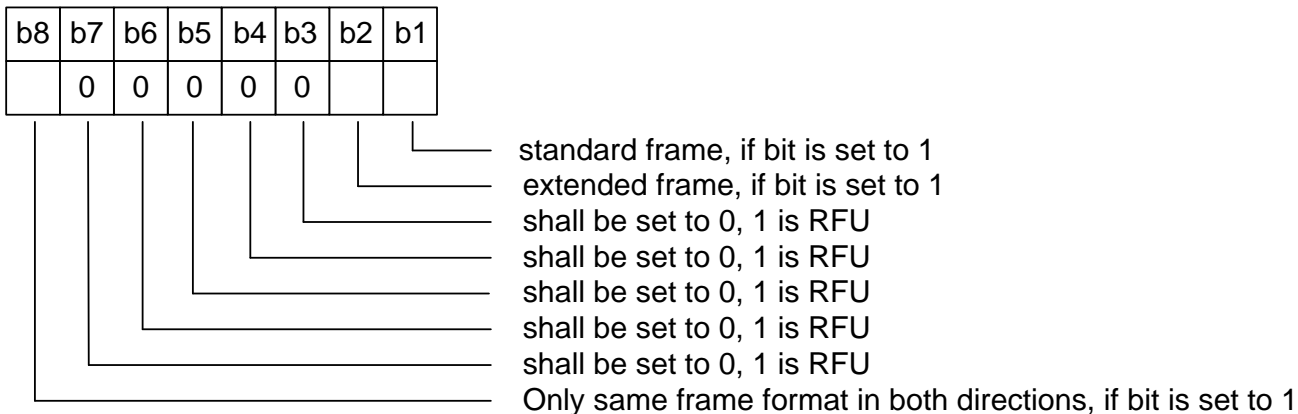 b8 b7 b6 b5 b4 b3 b2 b1
0 0 0 0 0
standard frame, if bit is set to 1
extended frame, if bit is set to 1
shall be set to 0, 1 is RFU
shall be set to 0, 1 is RFU
shall be set to 0, 1 is RFU
shall be set to 0, 1 is RFU
shall be set to 0, 1 is RFU
Only same frame format in both directions, if bit is set to 1